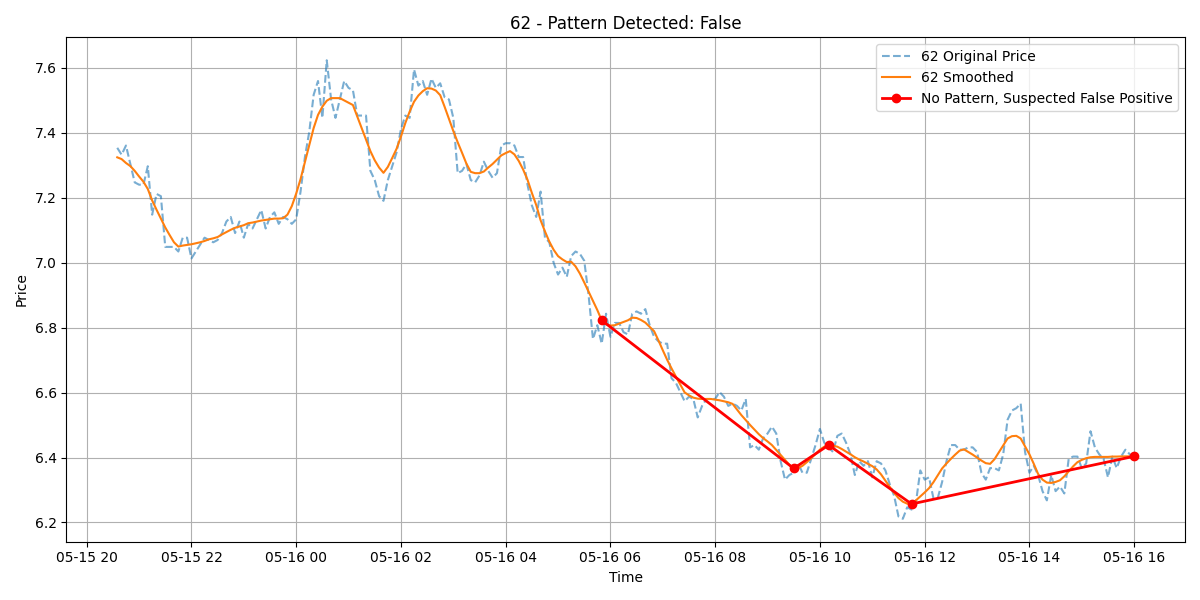 62 - Pattern Detected: False
62 Original Price
62 Smoothed
No Pattern, Suspected False Positive
Price
7.6
7.4
7.2
7.0
6.8
6.6
6.4
6.2
05-15 20 05-15 22 05-16 00 05-16 02 05-16 04 05-16 06 05-16 08 05-16 10 05-16 12 05-16 14 05-16 16
Time